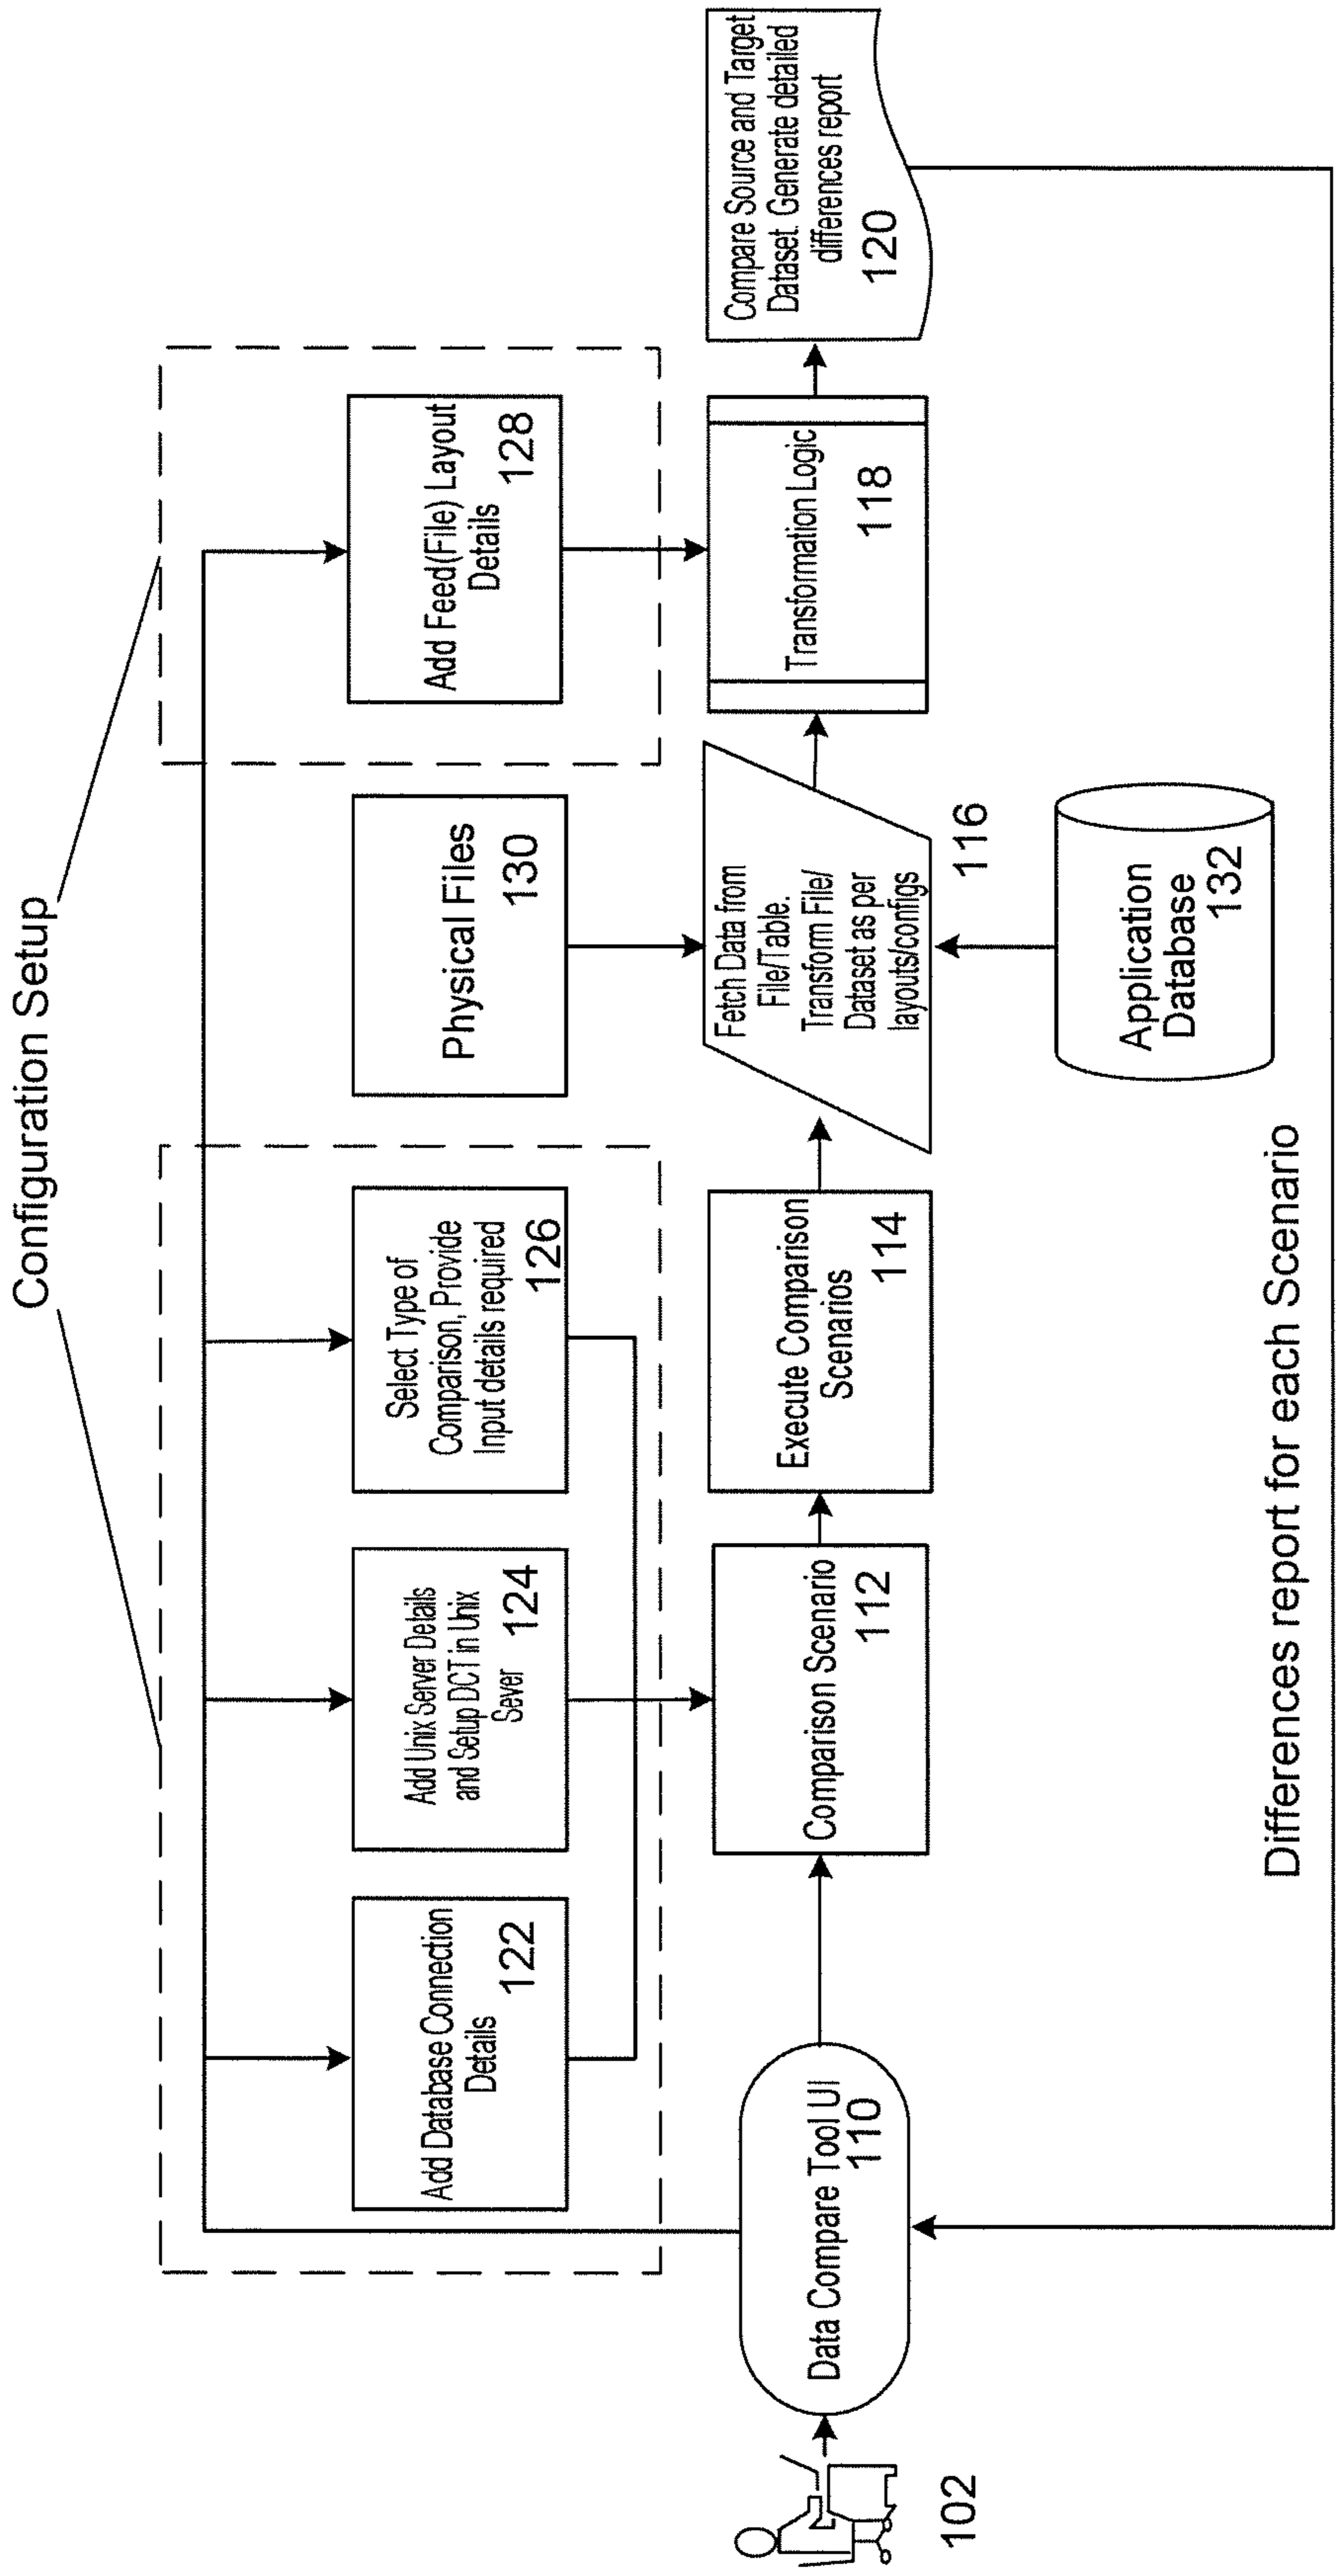 Configuration Setup
Add Database Connection
Details
122
Add Unix Server Details
and Setup DCT in Unix
Sever
124
Select Type of
Comparison, Provide
Input details required
126
Physical Files
130
Add Feed(File) Layout
Details
128
102
Data Compare Tool UI
110
Comparison Scenario
112
Execute Comparison
Scenarios
114
Fetch Data from
File/Table.
Transform File/
Dataset as per
layouts/configs
116
Transformation Logic
118
Compare Source and Target
Dataset. Generate detailed
differences report
120
Application
Database
132
Differences report for each Scenario